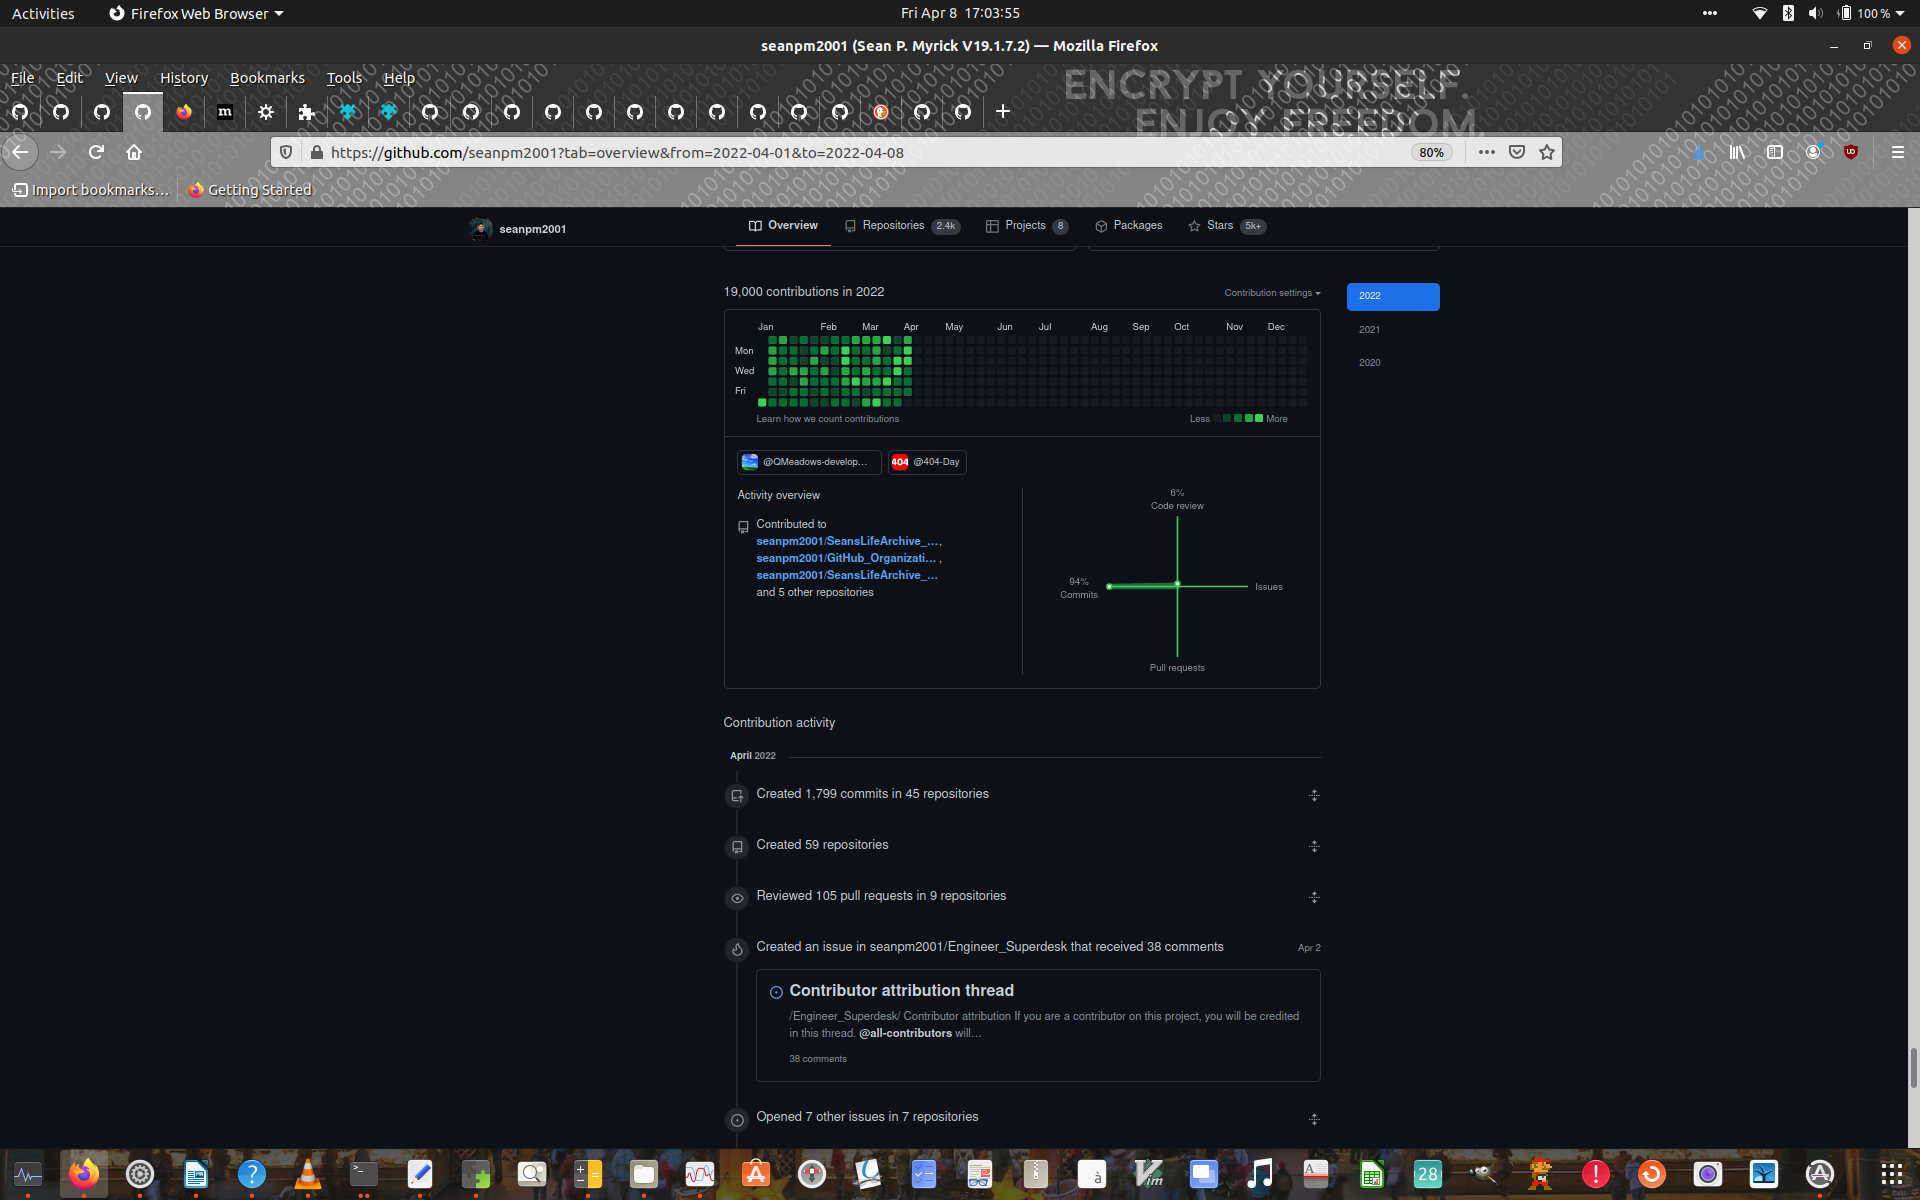 Activities
Firefox Web Browser
Fri Apr 8 17:03:55
100 %
seanpm2001 (Sean P. Myrick V19.1.7.2) — Mozilla Firefox
File Edit View History Bookmarks Tools Help
ENCRYPT YOURSELF.
ENJOY FREEDOM.
https://github.com/seanpm2001?tab=overview&from=2022-04-01&to=2022-04-08
80%
Import bookmarks...
Getting Started
seanpm2001
Overview
Repositories 2.4k
Projects 8
Packages
Stars 5k+
19,000 contributions in 2022
Contribution settings
2022
2021
2020
Jan Feb Mar Apr May Jun Jul Aug Sep Oct Nov Dec
Mon
Wed
Fri
Learn how we count contributions
Less More
@QMeadows-develop...
404 @404-Day
Activity overview
Contributed to
seanpm2001/SeansLifeArchive_... ,
seanpm2001/GitHub_Organizati... ,
seanpm2001/SeansLifeArchive_...
and 5 other repositories
6%
Code review
94%
Commits
Issues
Pull requests
Contribution activity
April 2022
Created 1,799 commits in 45 repositories
Created 59 repositories
Reviewed 105 pull requests in 9 repositories
Created an issue in seanpm2001/Engineer_Superdesk that received 38 comments
Apr 2
Contributor attribution thread
/Engineer_Superdesk/ Contributor attribution If you are a contributor on this project, you will be credited
in this thread. @all-contributors will...
38 comments
Opened 7 other issues in 7 repositories
28